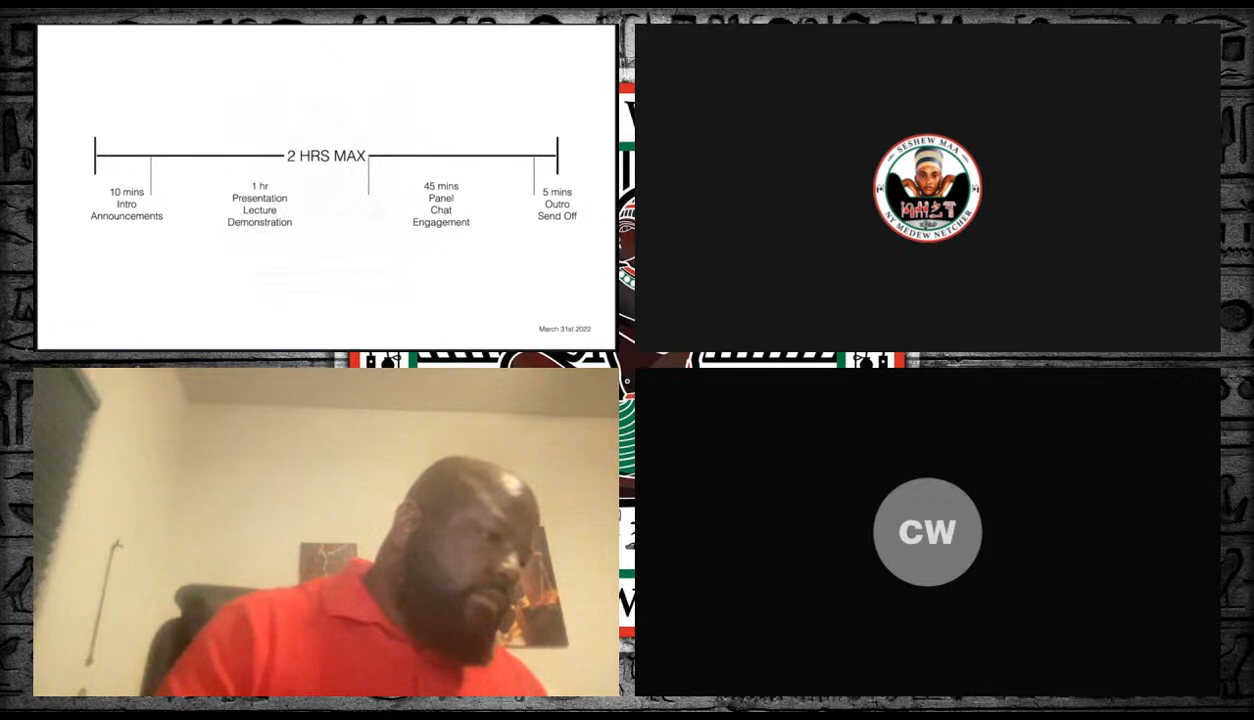 2 HRS MAX
10 mins
Intro
Announcements
1 hr
Presentation
Lecture
Demonstration
45 mins
Panel
Chat
Engagement
5 mins
Outro
Send Off
March 31st 2022
SESHEW MAA
NY MEDEW NETCHER
CW